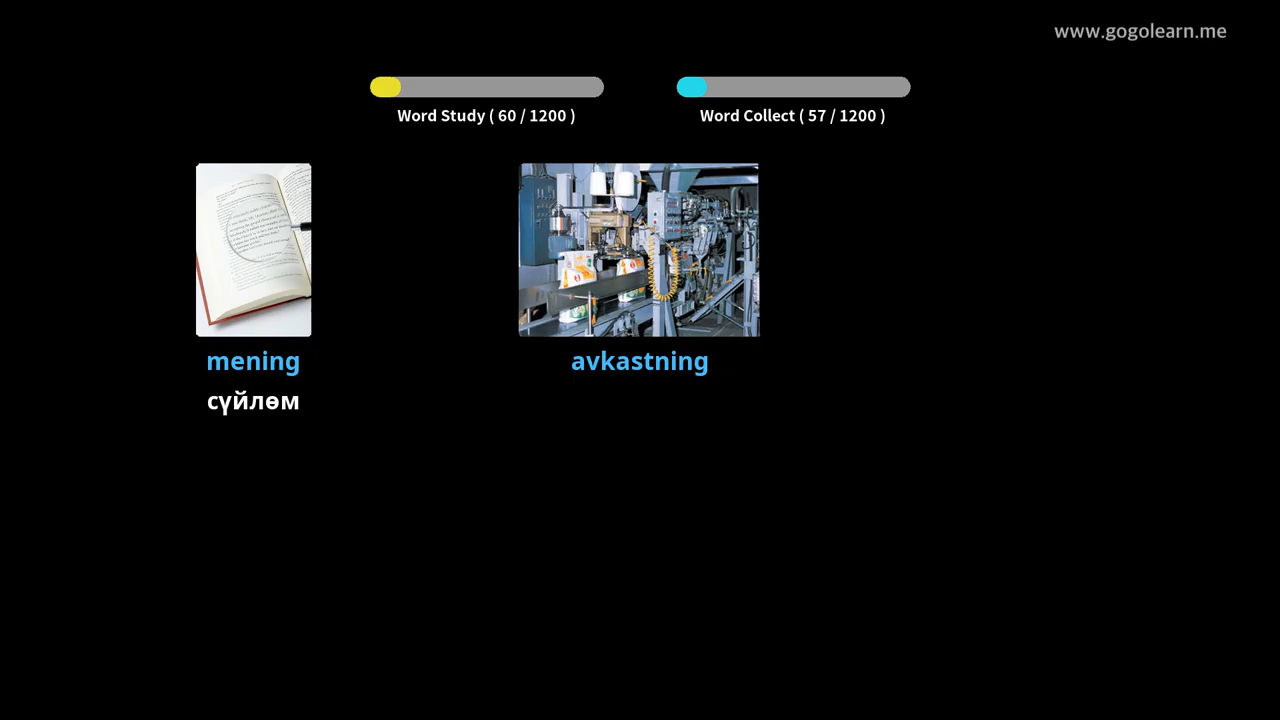 www.gogolearn.me
Word Study ( 60 / 1200 )
Word Collect ( 57 / 1200 )
mening
avkastning
сүйлөм